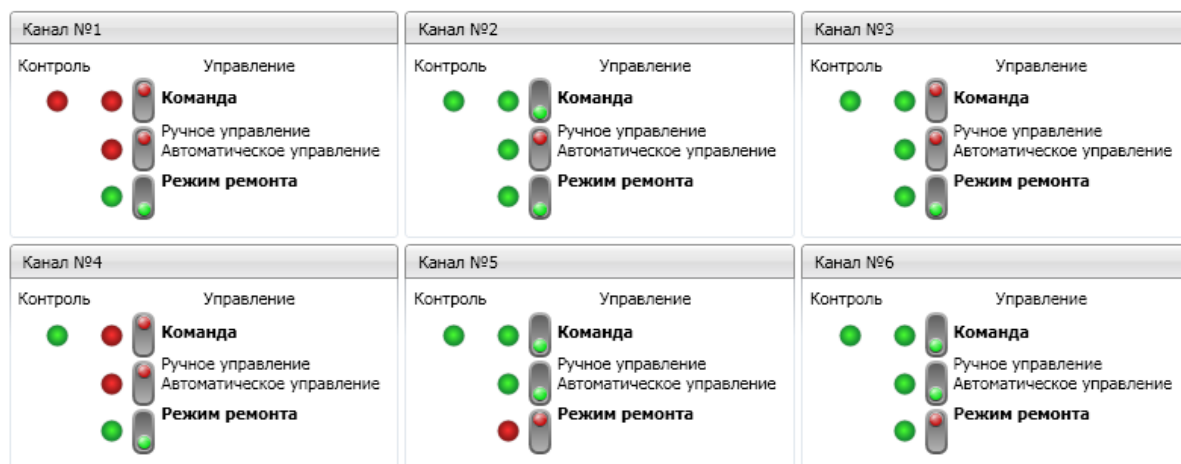 Канал №1
Контроль Управление
Команда
Ручное управление
Автоматическое управление
Режим ремонта
Канал №2
Контроль Управление
Команда
Ручное управление
Автоматическое управление
Режим ремонта
Канал №3
Контроль Управление
Команда
Ручное управление
Автоматическое управление
Режим ремонта
Канал №4
Контроль Управление
Команда
Ручное управление
Автоматическое управление
Режим ремонта
Канал №5
Контроль Управление
Команда
Ручное управление
Автоматическое управление
Режим ремонта
Канал №6
Контроль Управление
Команда
Ручное управление
Автоматическое управление
Режим ремонта